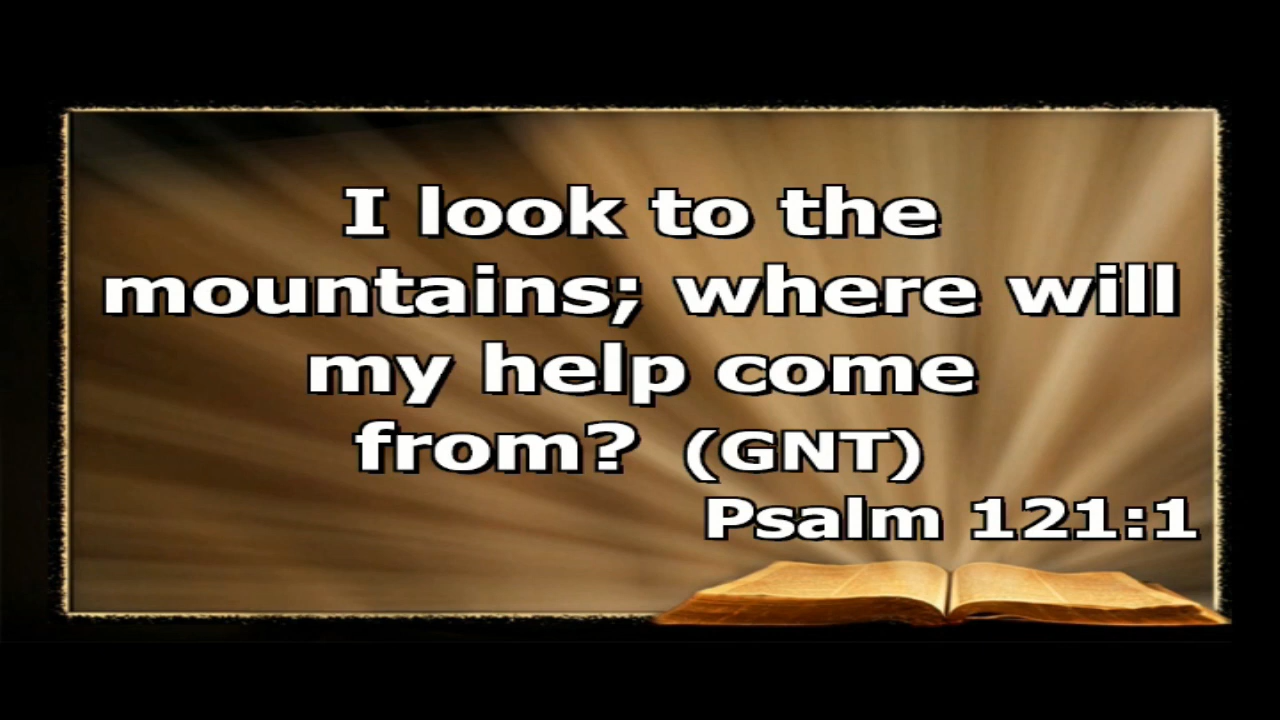 I look to the
mountains; where will
my help come
from? (GNT)
Psalm 121:1